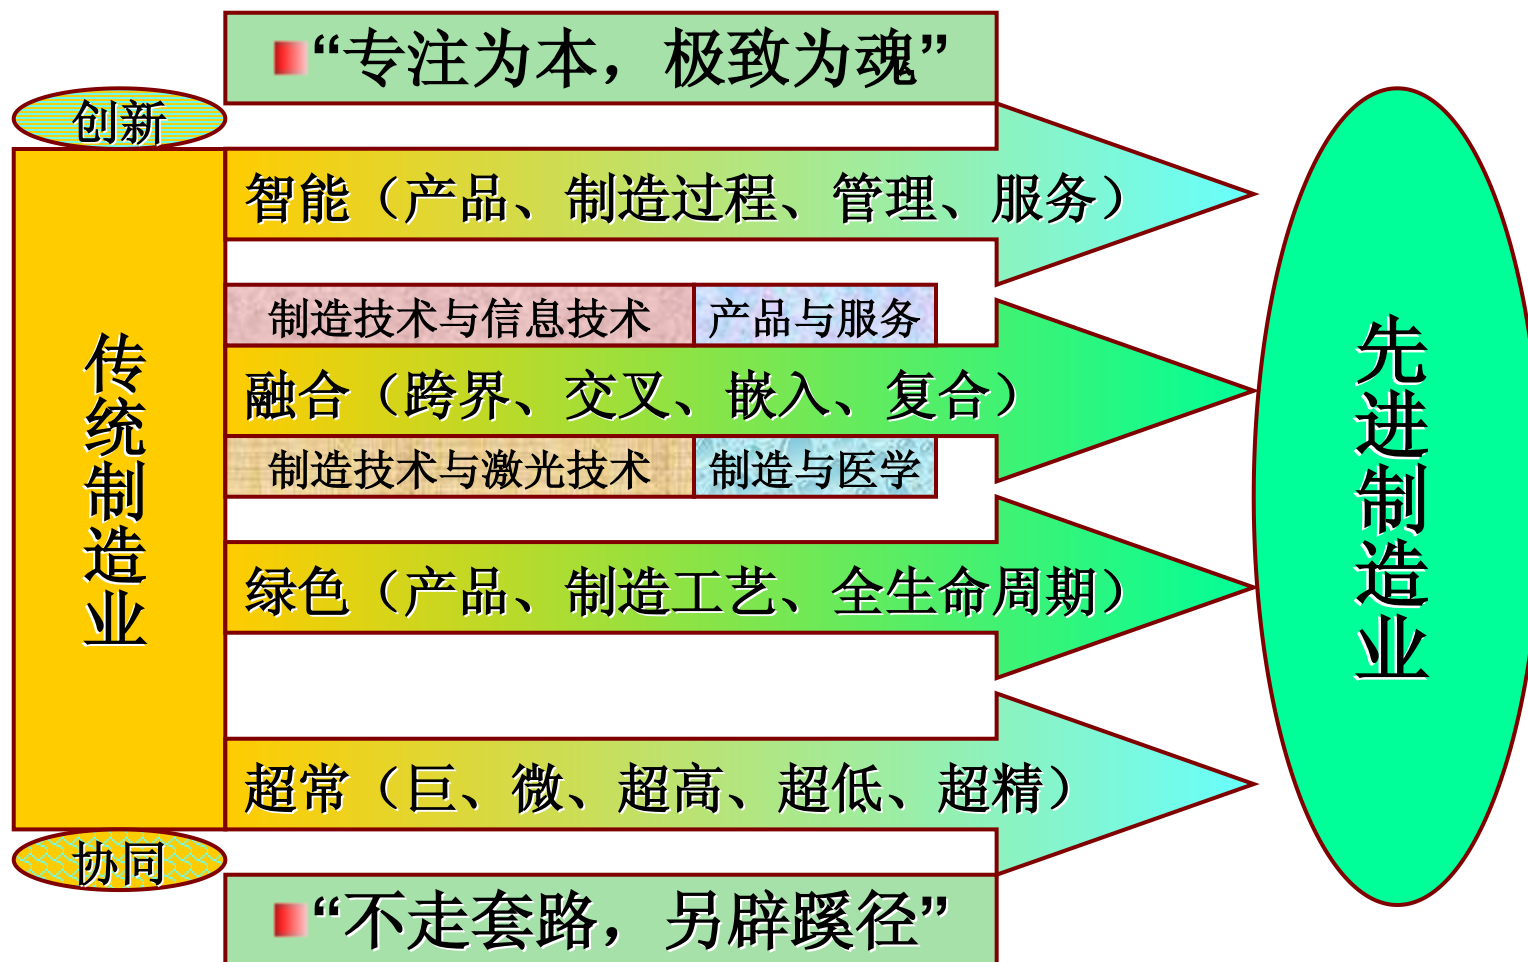 “专注为本，极致为魂”
创新
智能（产品、制造过程、管理、服务）
制造技术与信息技术
产品与服务
传统制造业
融合（跨界、交叉、嵌入、复合）
先进制造业
制造技术与激光技术
制造与医学
绿色（产品、制造工艺、全生命周期）
超常（巨、微、超高、超低、超精）
协同
“不走套路，另辟蹊径”